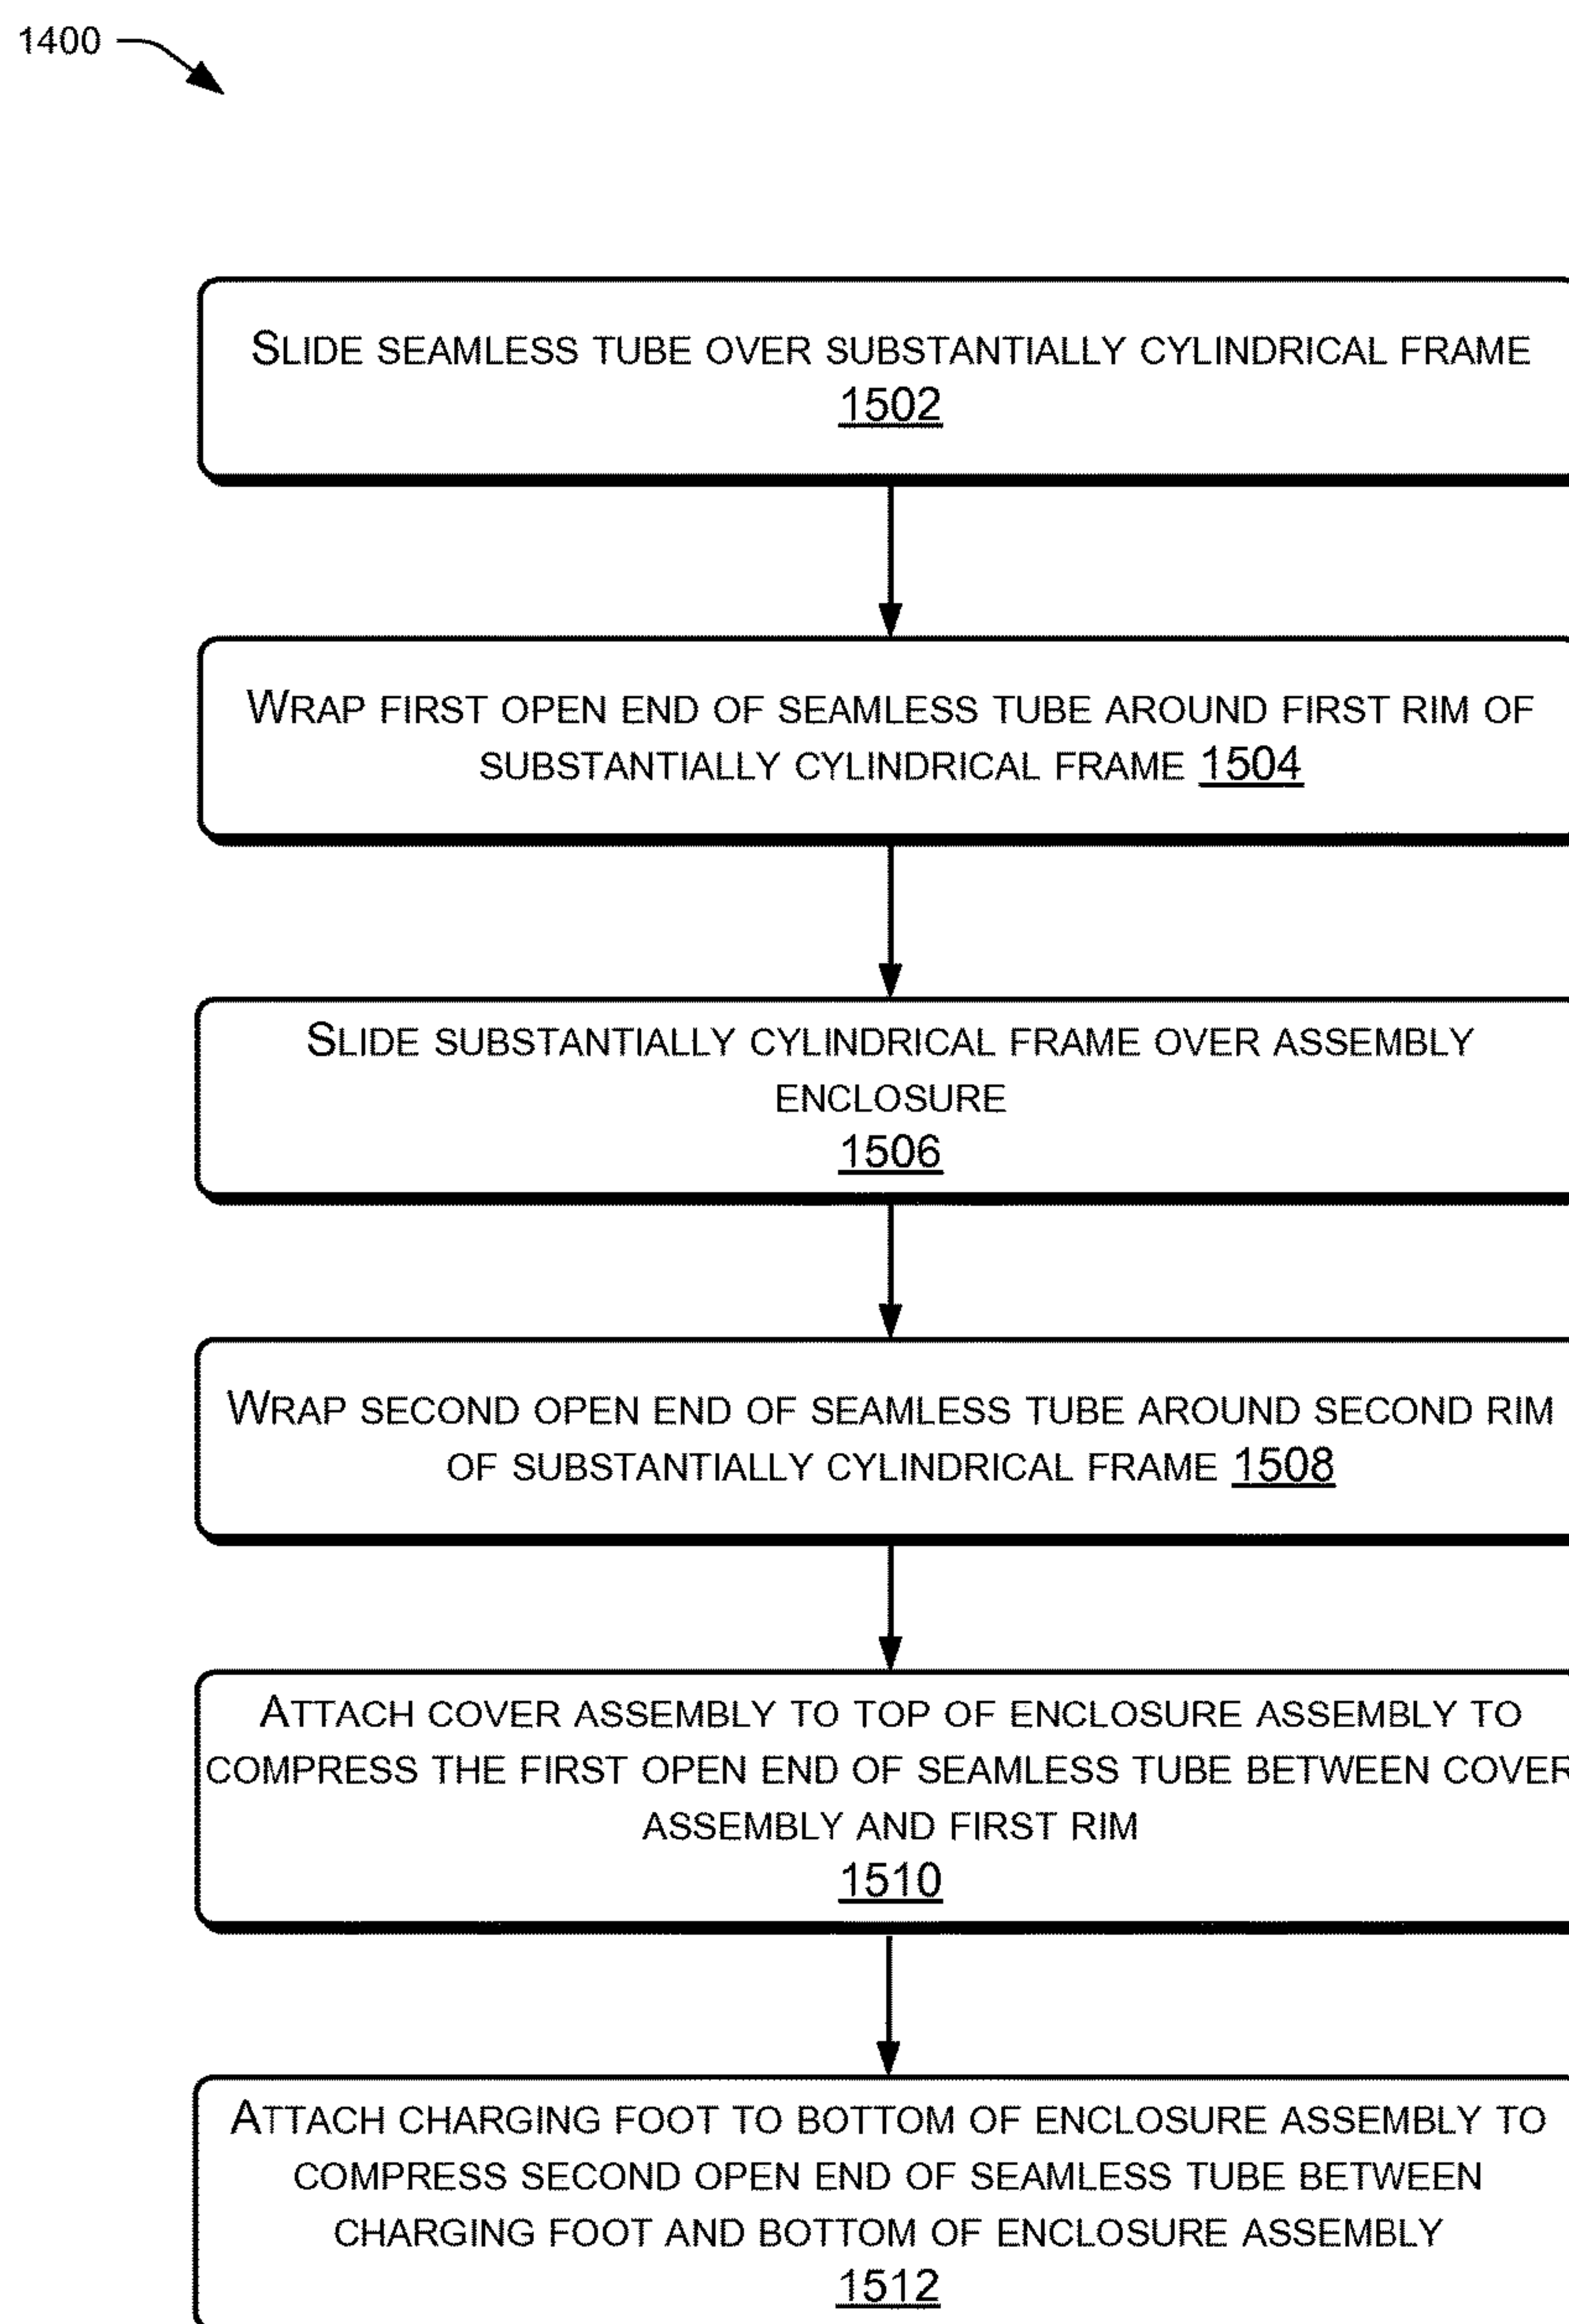 1400
SLIDE SEAMLESS TUBE OVER SUBSTANTIALLY CYLINDRICAL FRAME
1502
WRAP FIRST OPEN END OF SEAMLESS TUBE AROUND FIRST RIM OF
SUBSTANTIALLY CYLINDRICAL FRAME 1504
SLIDE SUBSTANTIALLY CYLINDRICAL FRAME OVER ASSEMBLY
ENCLOSURE
1506
WRAP SECOND OPEN END OF SEAMLESS TUBE AROUND SECOND RIM
OF SUBSTANTIALLY CYLINDRICAL FRAME 1508
ATTACH COVER ASSEMBLY TO TOP OF ENCLOSURE ASSEMBLY TO
COMPRESS THE FIRST OPEN END OF SEAMLESS TUBE BETWEEN COVER
ASSEMBLY AND FIRST RIM
1510
ATTACH CHARGING FOOT TO BOTTOM OF ENCLOSURE ASSEMBLY TO
COMPRESS SECOND OPEN END OF SEAMLESS TUBE BETWEEN
CHARGING FOOT AND BOTTOM OF ENCLOSURE ASSEMBLY
1512